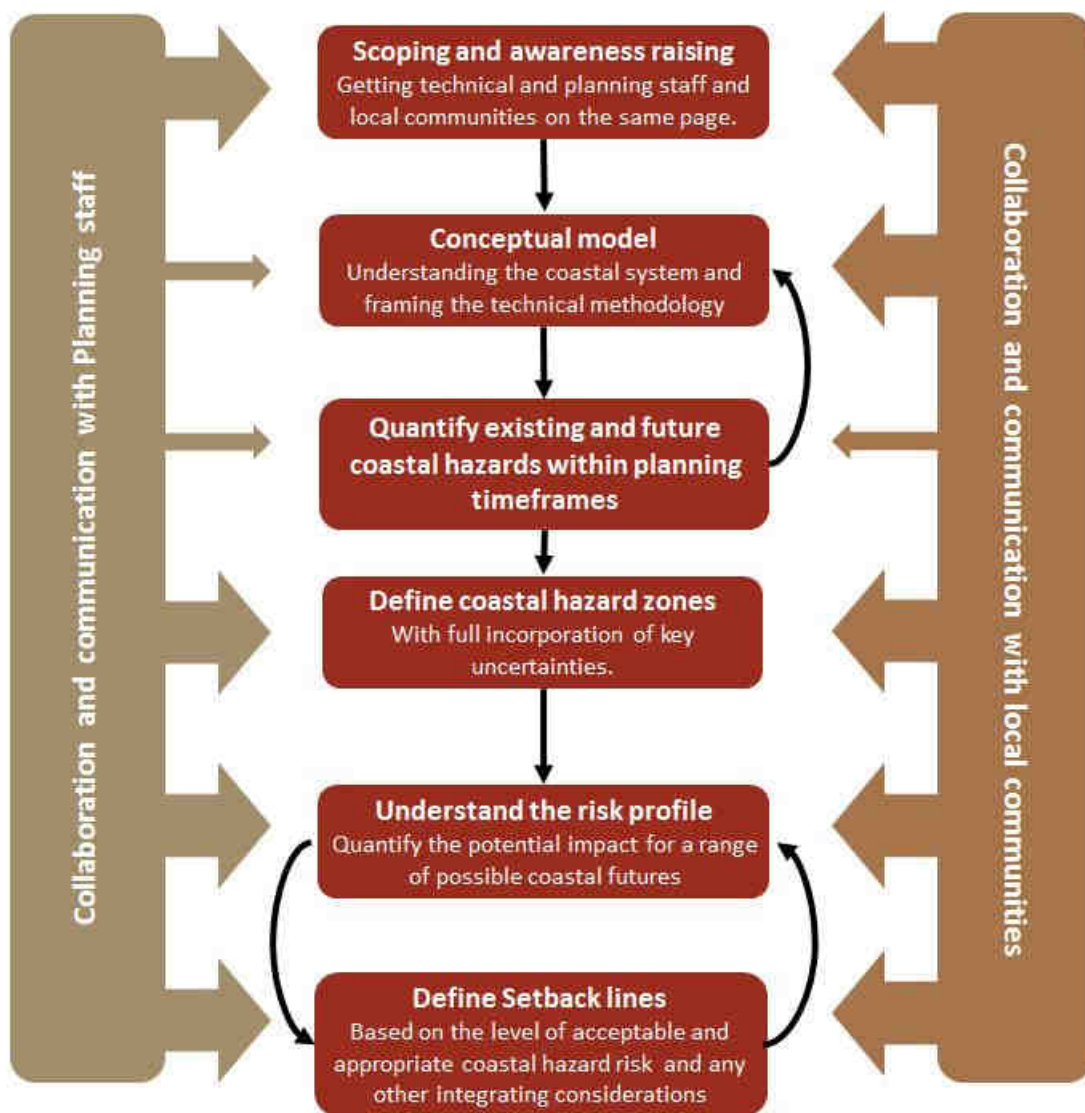 Collaboration and communication with Planning staff
Scoping and awareness raising
Getting technical and planning staff and
local communities on the same page.
Conceptual model
Understanding the coastal system and
framing the technical methodology
Quantify existing and future
coastal hazards within planning
timeframes
Define coastal hazard zones
With full incorporation of key
uncertainties.
Understand the risk profile
Quantify the potential impact for a range
of possible coastal futures
Define Setback lines
Based on the level of acceptable and
appropriate coastal hazard risk and any
other integrating considerations
Collaboration and communication with local communities